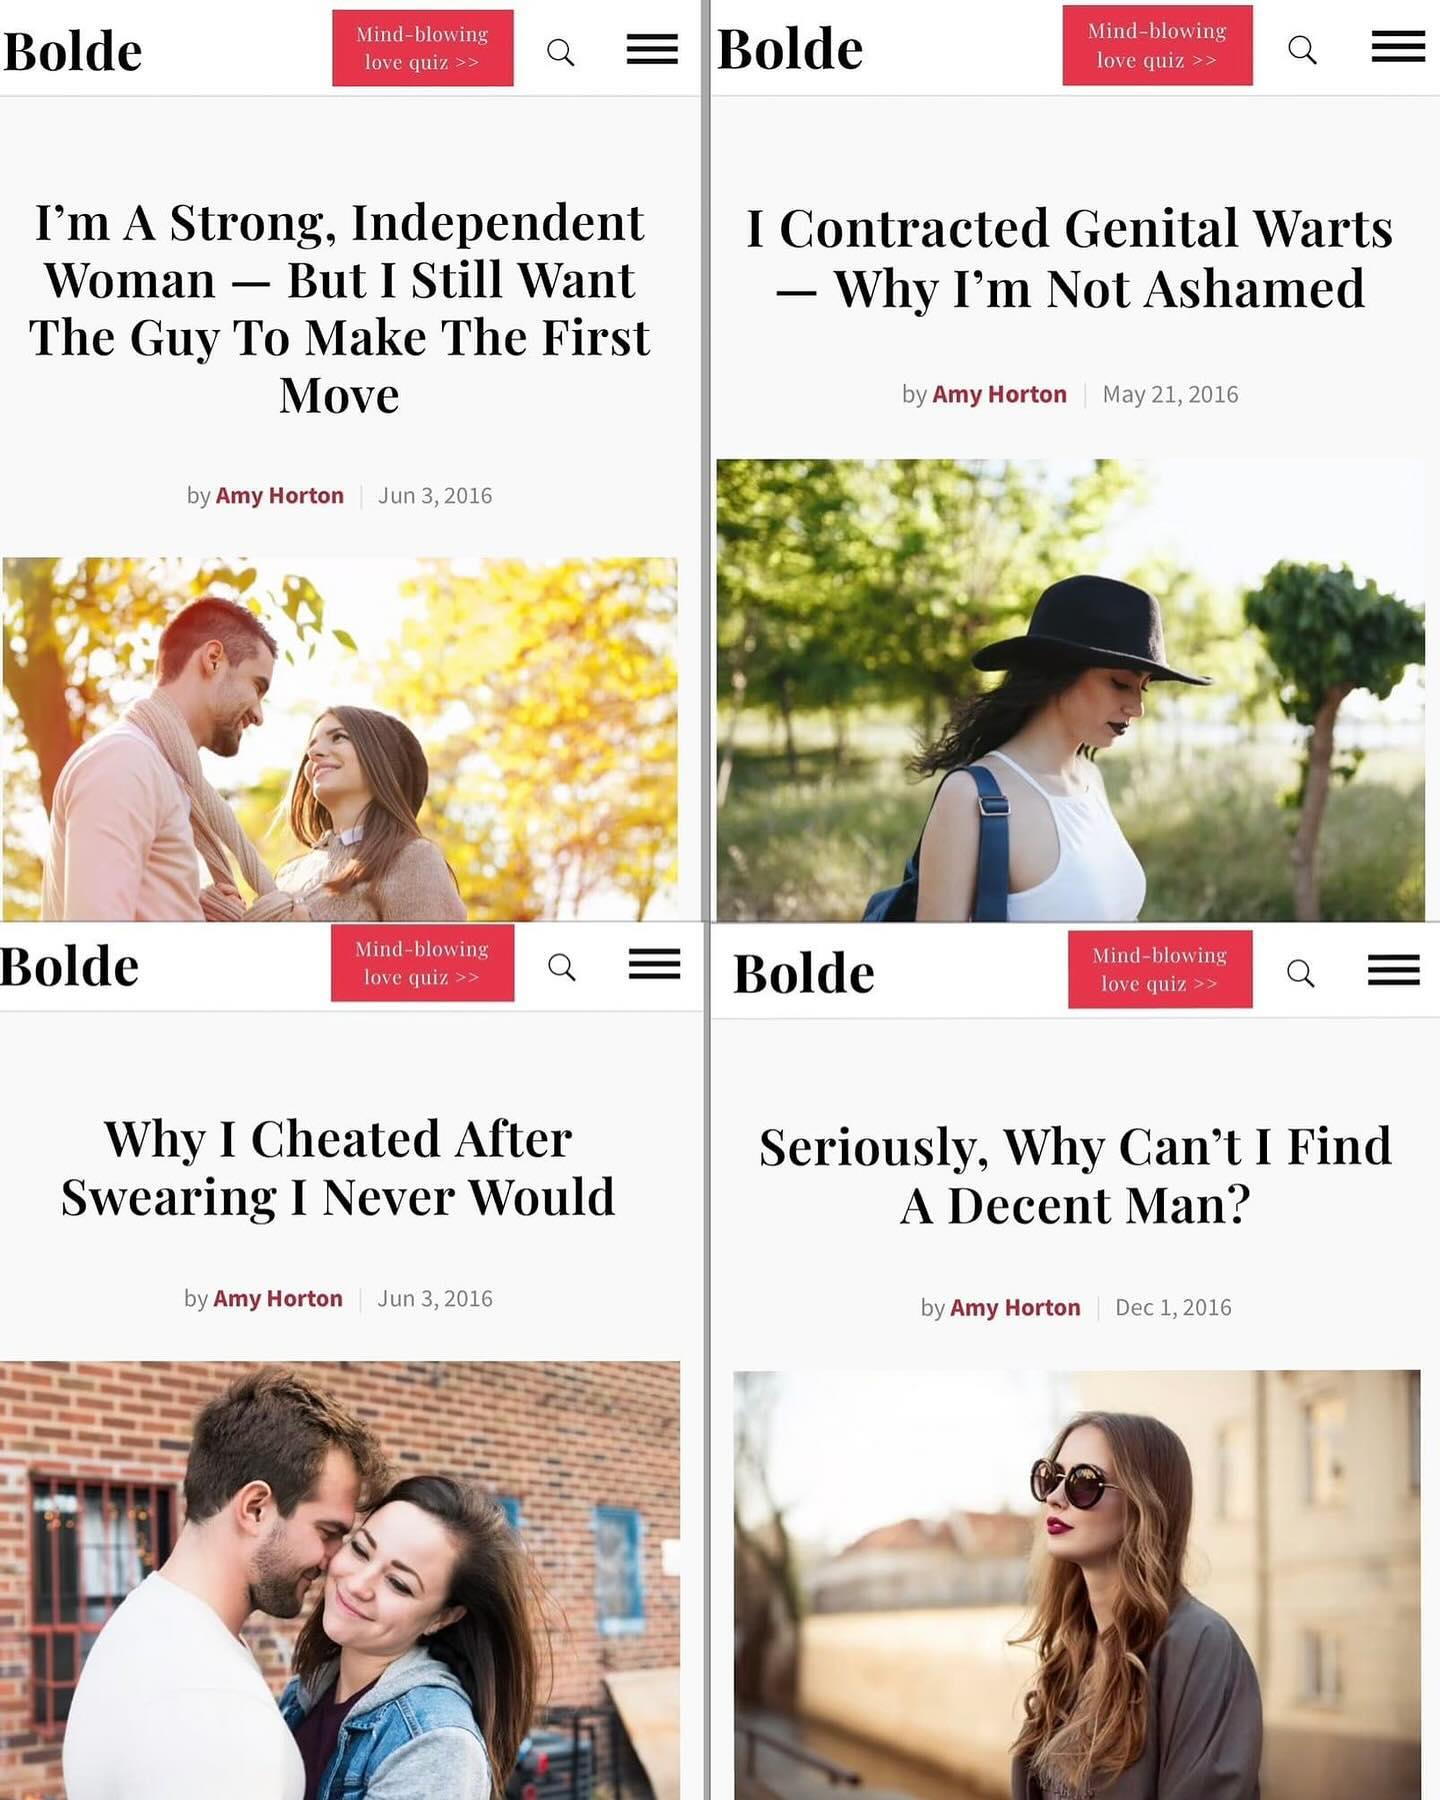 Bolde
Mind-blowing
love quiz >>
I'm A Strong, Independent
Woman — But I Still Want
The Guy To Make The First
Move
by Amy Horton | Jun 3, 2016
Bolde
Mind-blowing
love quiz >>
I Contracted Genital Warts
— Why I'm Not Ashamed
by Amy Horton | May 21, 2016
Bolde
Mind-blowing
love quiz >>
Why I Cheated After
Swearing I Never Would
by Amy Horton | Jun 3, 2016
Bolde
Mind-blowing
love quiz >>
Seriously, Why Can't I Find
A Decent Man?
by Amy Horton | Dec 1, 2016